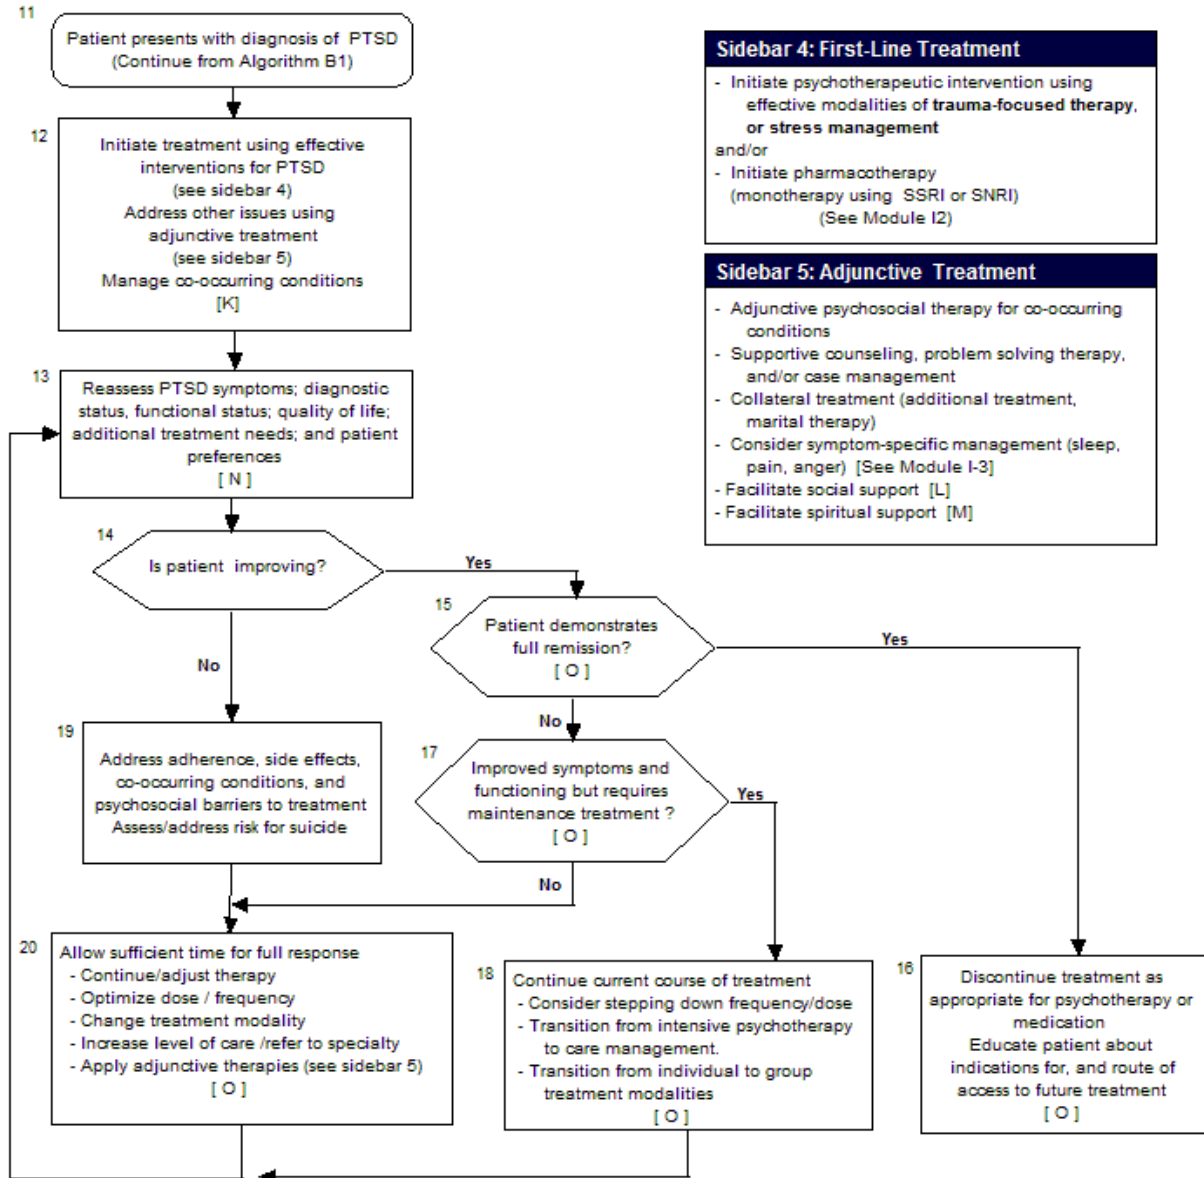 11
Patient presents with diagnosis of PTSD
(Continue from Algorithm B1)
12
Initiate treatment using effective
interventions for PTSD
(see sidebar 4)
Address other issues using
adjunctive treatment
(see sidebar 5)
Manage co-occurring conditions
[K]
13
Reassess PTSD symptoms; diagnostic
status, functional status; quality of life;
additional treatment needs; and patient
preferences
[ N ]
14
Is patient improving?
Yes
No
15
Patient demonstrates
full remission?
[ O ]
Yes
No
19
Address adherence, side effects,
co-occurring conditions, and
psychosocial barriers to treatment
Assess/address risk for suicide
17
Improved symptoms and
functioning but requires
maintenance treatment ?
[ O ]
Yes
No
20
Allow sufficient time for full response
- Continue/adjust therapy
- Optimize dose / frequency
- Change treatment modality
- Increase level of care /refer to specialty
- Apply adjunctive therapies (see sidebar 5)
[ O ]
18
Continue current course of treatment
- Consider stepping down frequency/dose
- Transition from intensive psychotherapy
to care management.
- Transition from individual to group
treatment modalities
[ O ]
16
Discontinue treatment as
appropriate for psychotherapy or
medication
Educate patient about
indications for, and route of
access to future treatment
[ O ]
Sidebar 4: First-Line Treatment
- Initiate psychotherapeutic intervention using
effective modalities of trauma-focused therapy,
or stress management
and/or
- Initiate pharmacotherapy
(monotherapy using SSRI or SNRI)
(See Module I2)
Sidebar 5: Adjunctive Treatment
- Adjunctive psychosocial therapy for co-occurring
conditions
- Supportive counseling, problem solving therapy,
and/or case management
- Collateral treatment (additional treatment,
marital therapy)
- Consider symptom-specific management (sleep,
pain, anger) [See Module I-3]
- Facilitate social support [L]
- Facilitate spiritual support [M]